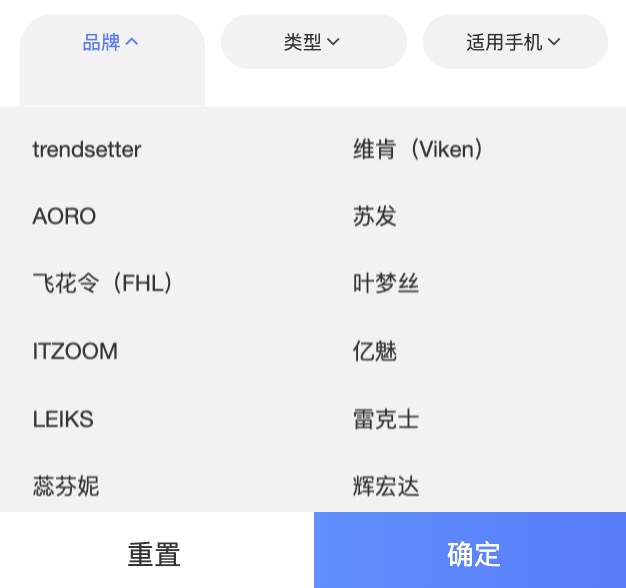 品牌 类型 适用手机
trendsetter 维肯（Viken）
AORO 苏发
飞花令（FHL） 叶梦丝
ITZOOM 亿魅
LEIKS 雷克士
蕊芬妮 辉宏达
重置 确定